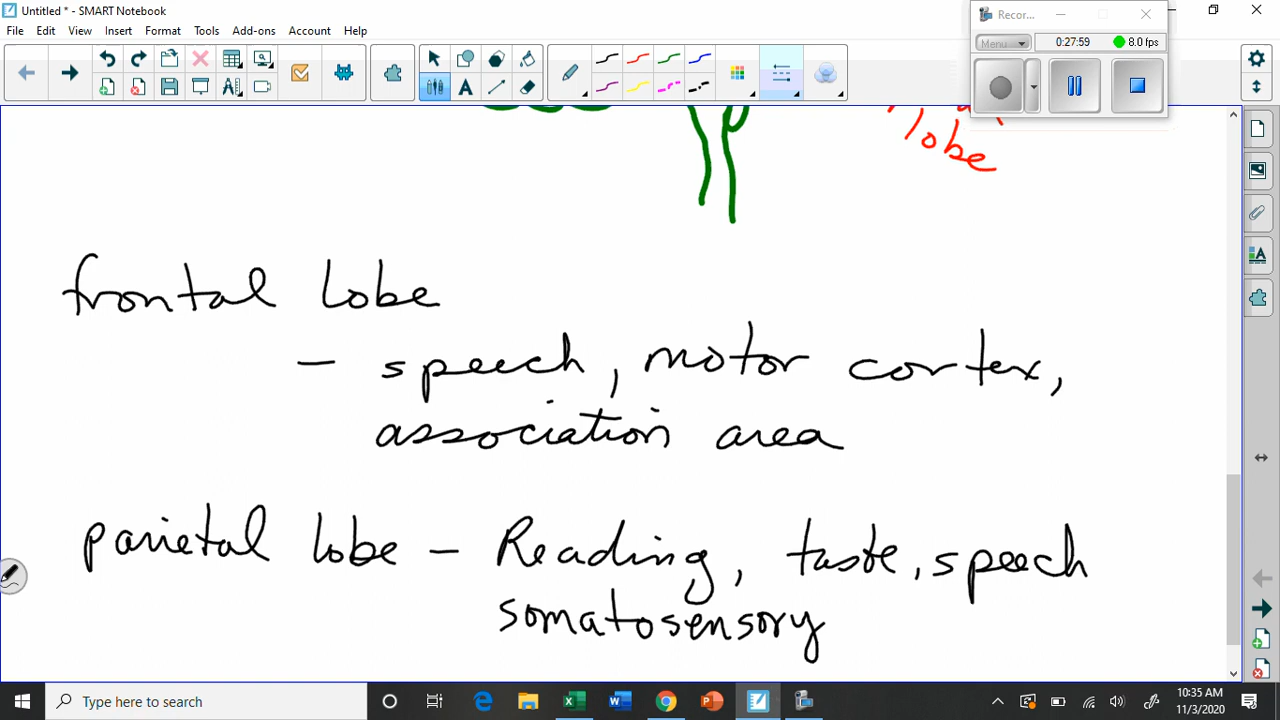 Untitled * - SMART Notebook
Recor...
File Edit View Insert Format Tools Add-ons Account Help
Menu
0:27:59
8.0 fps
lobe
frontal lobe
- speech, motor cortex,
association area
parietal lobe - Reading, taste, speech
somatosensory
Type here to search
10:35 AM
11/3/2020